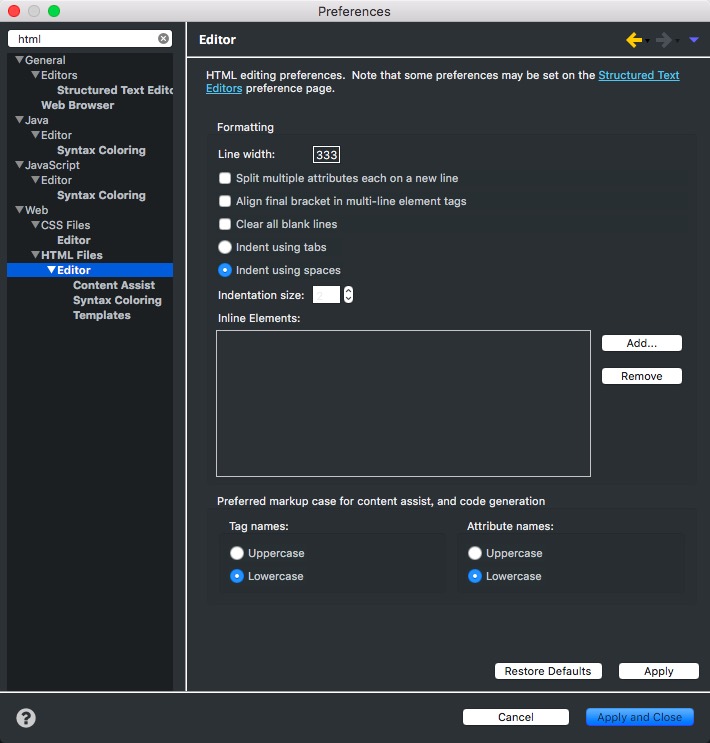 Preferences
html
Editor
General
Editors
Structured Text Edito
Web Browser
Java
Editor
Syntax Coloring
JavaScript
Editor
Syntax Coloring
Web
CSS Files
Editor
HTML Files
Editor
Content Assist
Syntax Coloring
Templates
HTML editing preferences.  Note that some preferences may be set on the Structured Text
Editors preference page.
Formatting
Line width: 333
Split multiple attributes each on a new line
Align final bracket in multi-line element tags
Clear all blank lines
Indent using tabs
Indent using spaces
Indentation size:
Inline Elements:
Add...
Remove
Preferred markup case for content assist, and code generation
Tag names:
Uppercase
Lowercase
Attribute names:
Uppercase
Lowercase
Restore Defaults
Apply
?
Cancel
Apply and Close